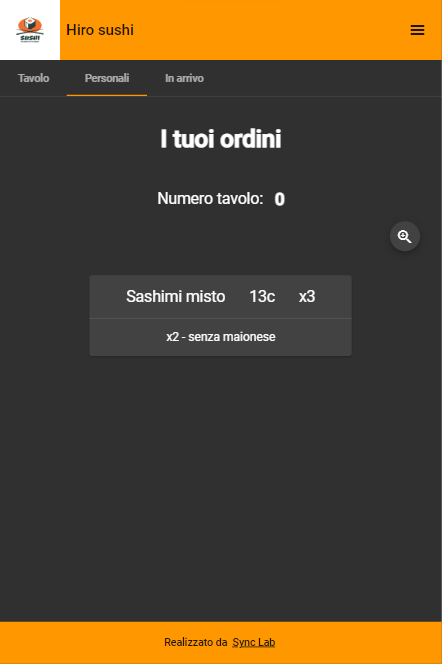 SUSHI
Hiro sushi
Tavolo Personali In arrivo
I tuoi ordini
Numero tavolo: 0
Sashimi misto 13c x3
x2 - senza maionese
Realizzato da Sync Lab